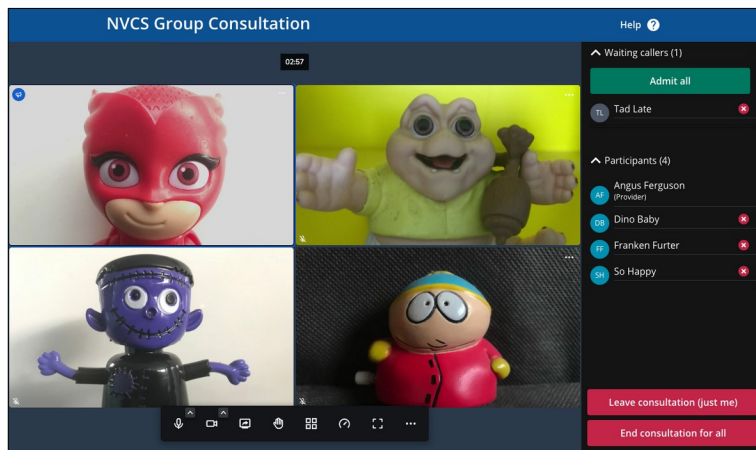 NVCS Group Consultation
Help ?
02:57
Waiting callers (1)
Admit all
TL Tad Late
Participants (4)
AF Angus Ferguson
(Provider)
DB Dino Baby
FF Franken Furter
SH So Happy
Leave consultation (just me)
End consultation for all